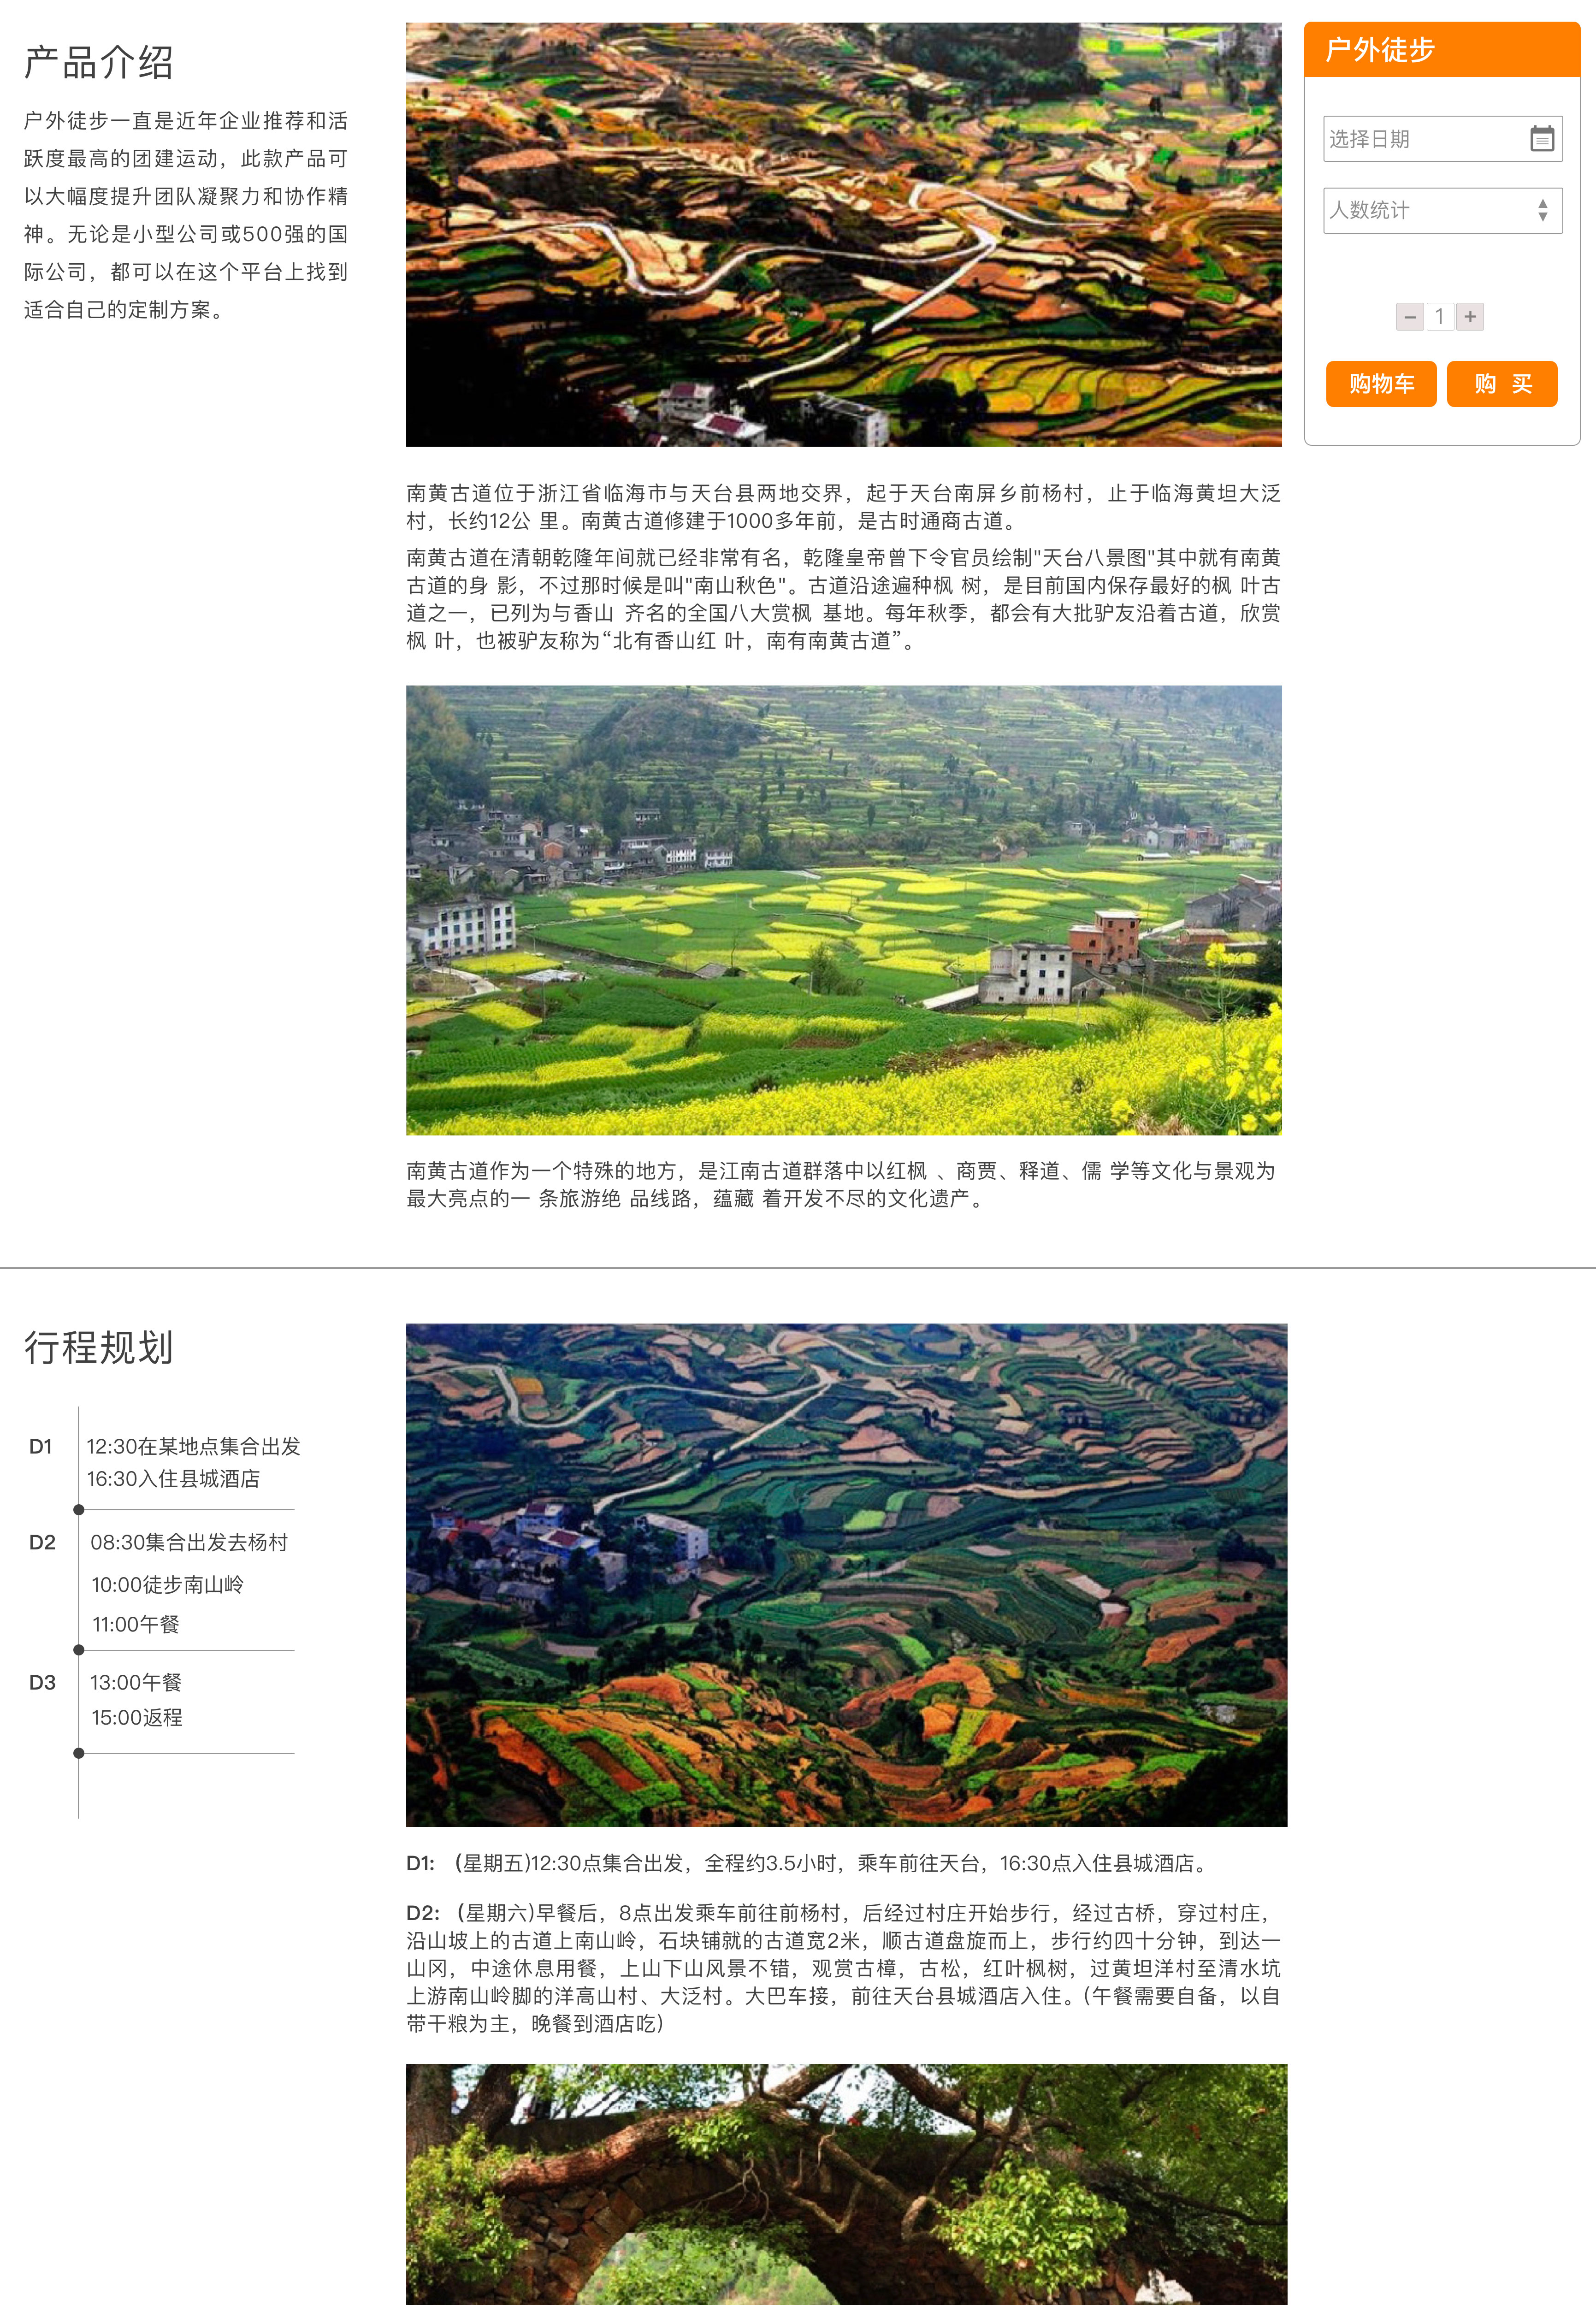 产品介绍
户外徒步一直是近年企业推荐和活
跃度最高的团建运动，此款产品可
以大幅度提升团队凝聚力和协作精
神。无论是小型公司或500强的国
际公司，都可以在这个平台上找到
适合自己的定制方案。
户外徒步
选择日期
人数统计
− 1 +
购物车 购 买
南黄古道位于浙江省临海市与天台县两地交界，起于天台南屏乡前杨村，止于临海黄坦大泛
村，长约12公 里。南黄古道修建于1000多年前，是古时通商古道。
南黄古道在清朝乾隆年间就已经非常有名，乾隆皇帝曾下令官员绘制"天台八景图"其中就有南黄
古道的身 影，不过那时候是叫"南山秋色"。古道沿途遍种枫 树，是目前国内保存最好的枫 叶古
道之一，已列为与香山 齐名的全国八大赏枫 基地。每年秋季，都会有大批驴友沿着古道，欣赏
枫 叶，也被驴友称为“北有香山红 叶，南有南黄古道”。
南黄古道作为一个特殊的地方，是江南古道群落中以红枫 、商贾、释道、儒 学等文化与景观为
最大亮点的一 条旅游绝 品线路，蕴藏 着开发不尽的文化遗产。
行程规划
D1 12:30在某地点集合出发
16:30入住县城酒店
D2 08:30集合出发去杨村
10:00徒步南山岭
11:00午餐
D3 13:00午餐
15:00返程
D1: (星期五)12:30点集合出发，全程约3.5小时，乘车前往天台，16:30点入住县城酒店。
D2: (星期六)早餐后，8点出发乘车前往前杨村，后经过村庄开始步行，经过古桥，穿过村庄，
沿山坡上的古道上南山岭，石块铺就的古道宽2米，顺古道盘旋而上，步行约四十分钟，到达一
山冈，中途休息用餐，上山下山风景不错，观赏古樟，古松，红叶枫树，过黄坦洋村至清水坑
上游南山岭脚的洋高山村、大泛村。大巴车接，前往天台县城酒店入住。(午餐需要自备，以自
带干粮为主，晚餐到酒店吃)